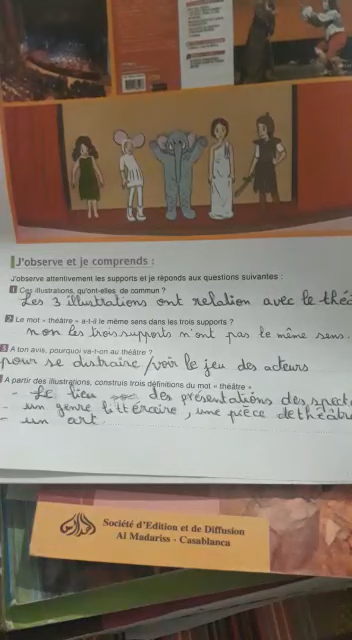 J'observe et je comprends :
J'observe attentivement les supports et je réponds aux questions suivantes :
1 Ces illustrations, qu'ont-elles, de commun ?
Les 3 illustrations ont relation avec le théâ
2 Le mot « théâtre » a-t-il le même sens dans les trois supports ?
non les trois supports n'ont pas le même sens.
3 A ton avis, pourquoi va-t-on au théâtre ?
pour se distraire / voir le jeu des acteurs
A partir des illustrations, construis trois définitions du mot « théâtre »
- Le lieu des présentations des spect
- un genre littéraire, une pièce de théâtre
- un art.
المدارس
Société d'Edition et de Diffusion
Al Madariss - Casablanca